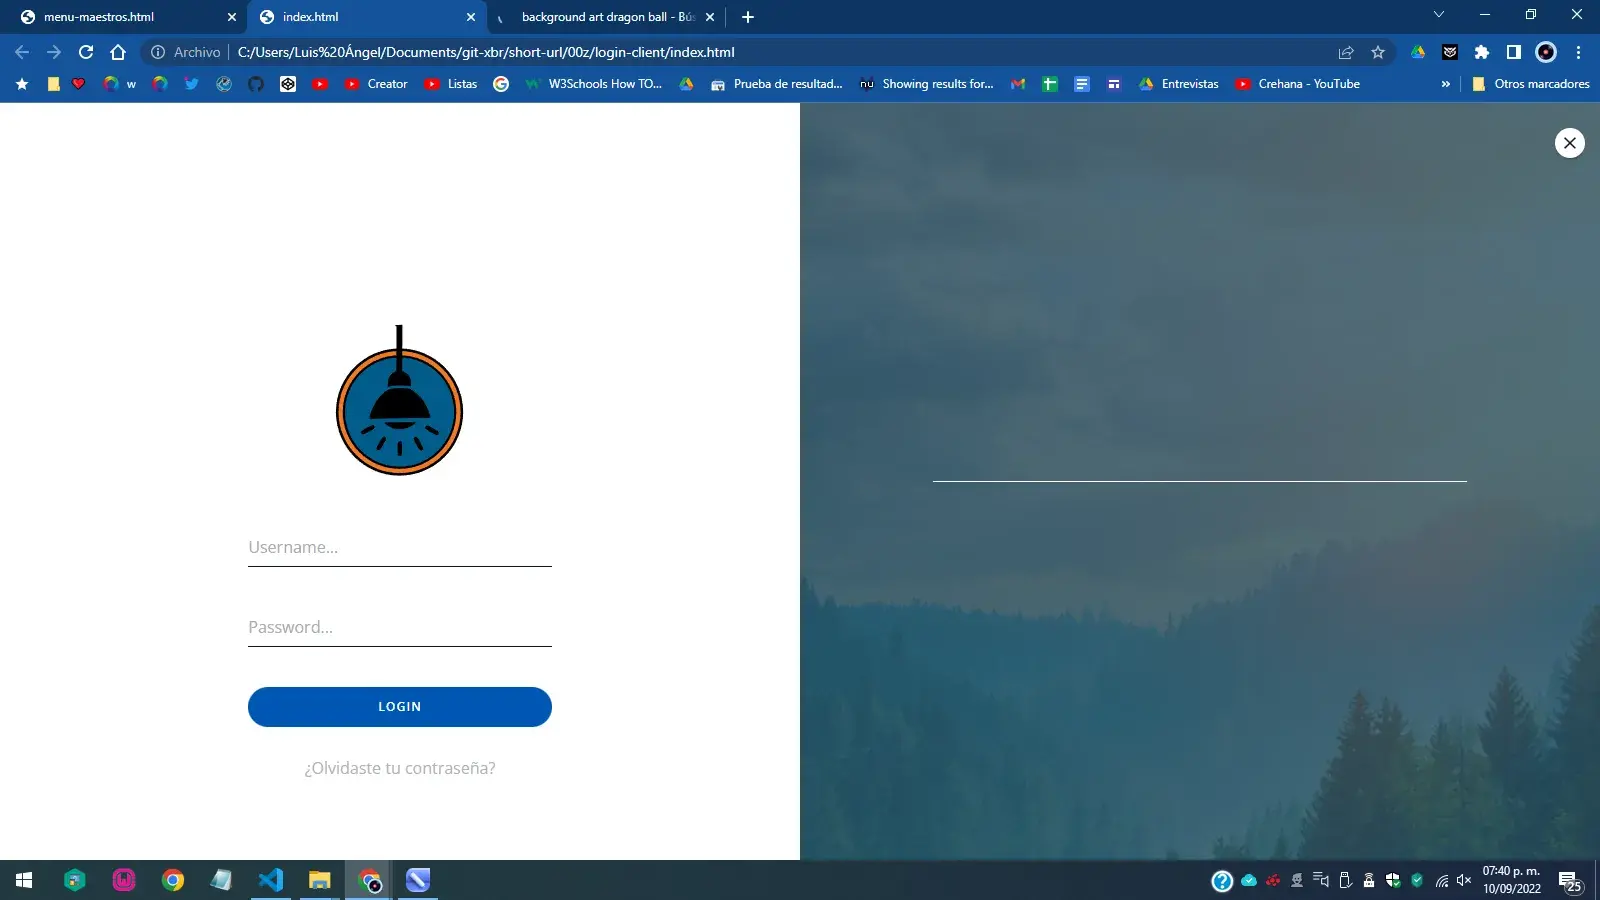 menu-maestros.html
index.html
background art dragon ball - Bús
Archivo
C:/Users/Luis%20Ángel/Documents/git-xbr/short-url/00z/login-client/index.html
w
Creator
Listas
W3Schools How TO...
Prueba de resultad...
nu
Showing results for...
Entrevistas
Crehana - YouTube
»
Otros marcadores
Username...
Password...
LOGIN
¿Olvidaste tu contraseña?
07:40 p. m.
10/09/2022
25